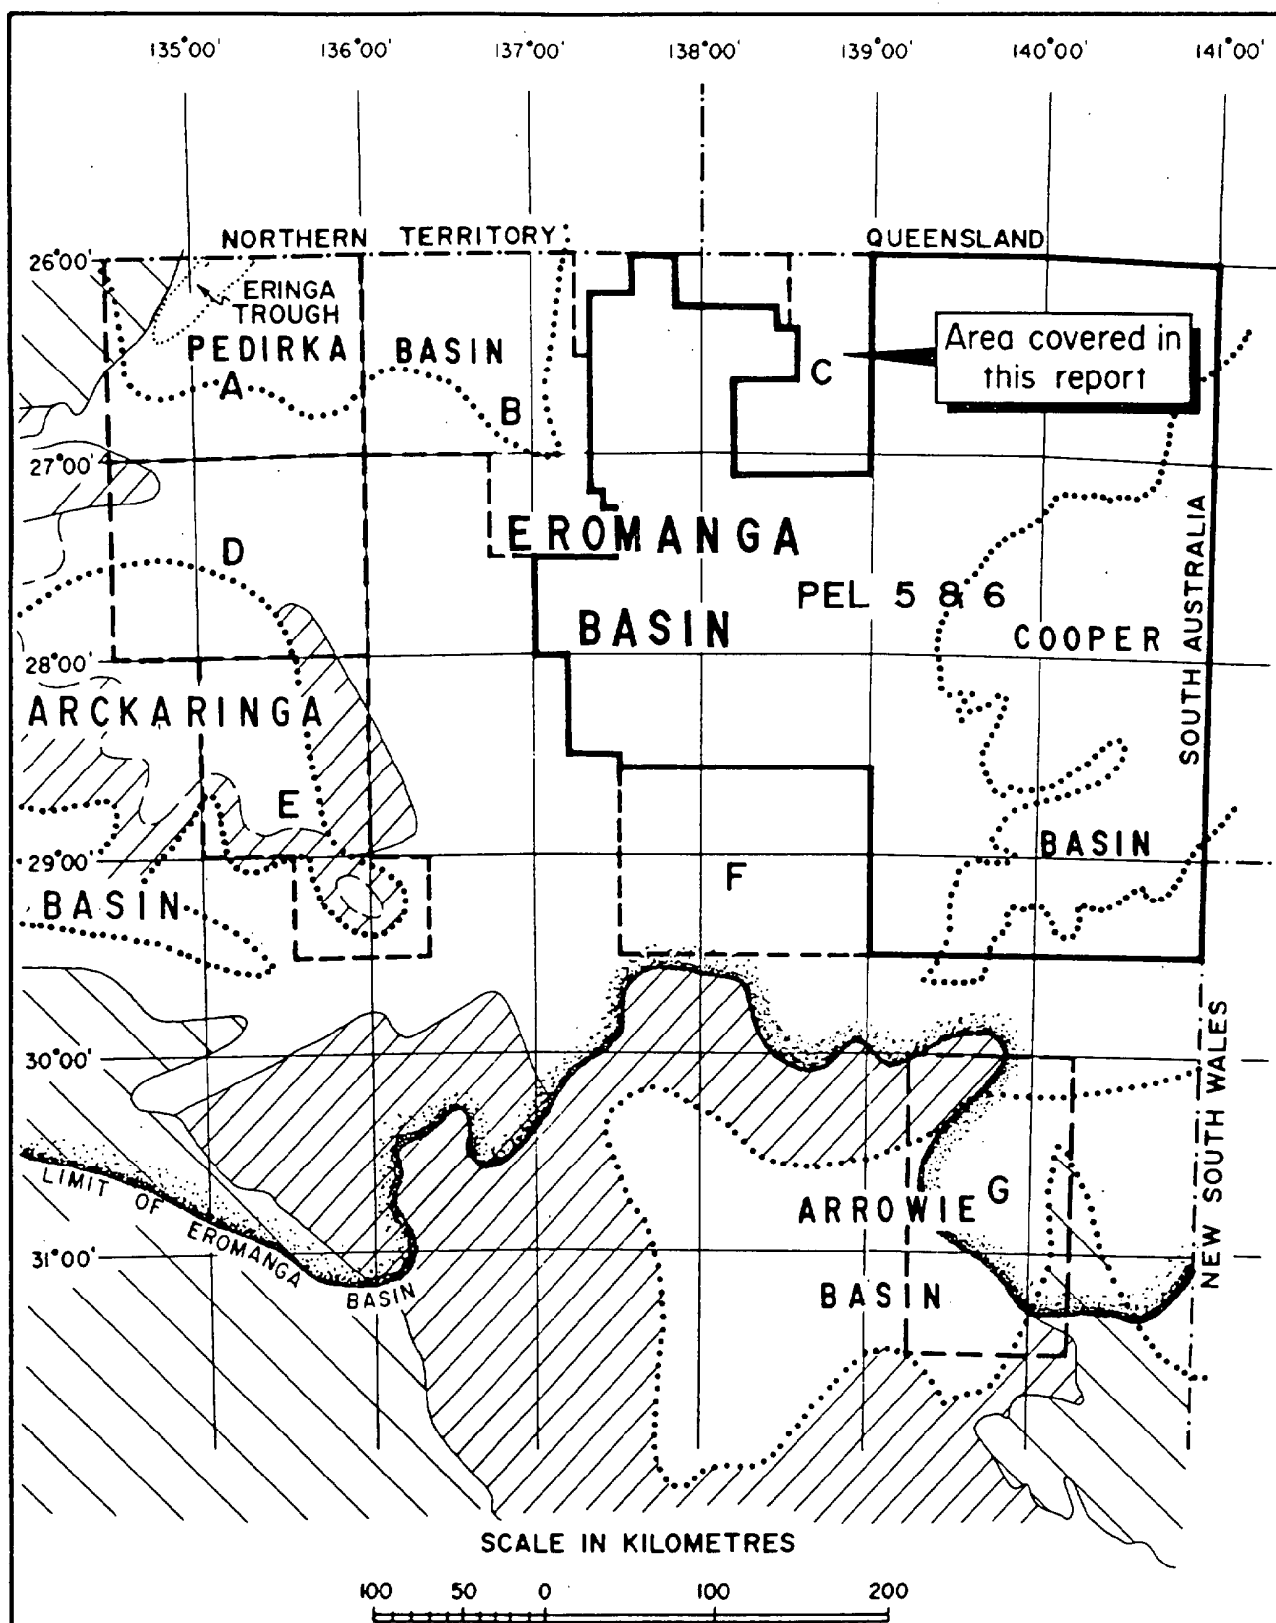 135°00' 136°00' 137°00' 138°00' 139°00' 140°00' 141°00'
NORTHERN TERRITORY
QUEENSLAND
26°00'
ERINGA
TROUGH
PEDIRKA BASIN
A
B
C
Area covered in
this report
27°00'
D
EROMANGA
BASIN
PEL 5 & 6
COOPER
BASIN
SOUTH AUSTRALIA
28°00'
ARCKARINGA
BASIN
E
29°00'
F
30°00'
NEW SOUTH WALES
LIMIT OF EROMANGA BASIN
ARROWIE
BASIN
G
31°00'
SCALE IN KILOMETRES
100 50 0 100 200